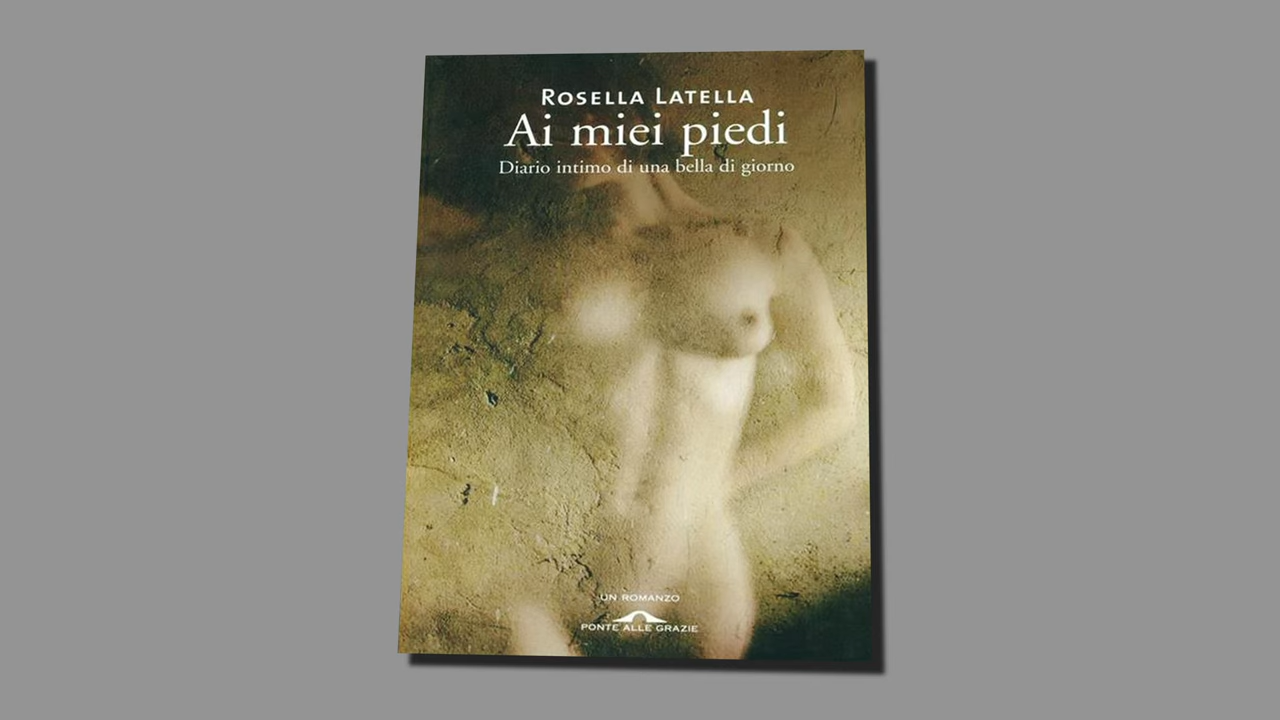 ROSELLA LATELLA
Ai miei piedi
Diario intimo di una bella di giorno
UN ROMANZO
PONTE ALLE GRAZIE